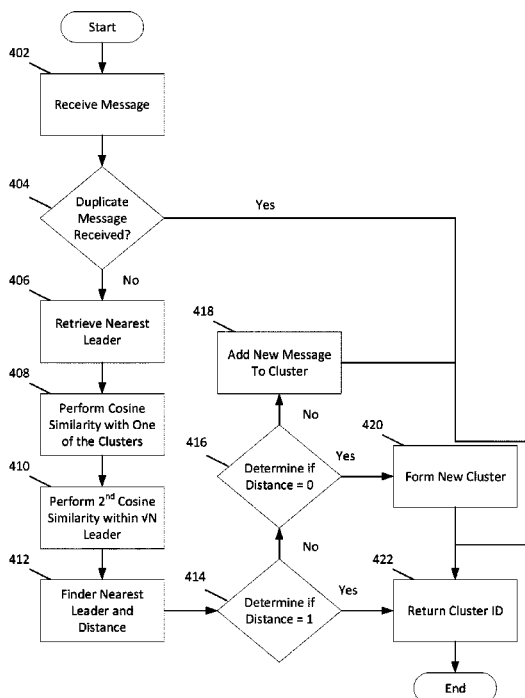 Start
402
Receive Message
404
Duplicate
Message
Received?
Yes
No
406
Retrieve Nearest
Leader
408
Perform Cosine
Similarity with One
of the Clusters
410
Perform 2nd Cosine
Similarity within √N
Leader
412
Finder Nearest
Leader and
Distance
414
Determine if
Distance = 1
Yes
No
416
Determine if
Distance = 0
Yes
No
418
Add New Message
To Cluster
420
Form New Cluster
422
Return Cluster ID
End